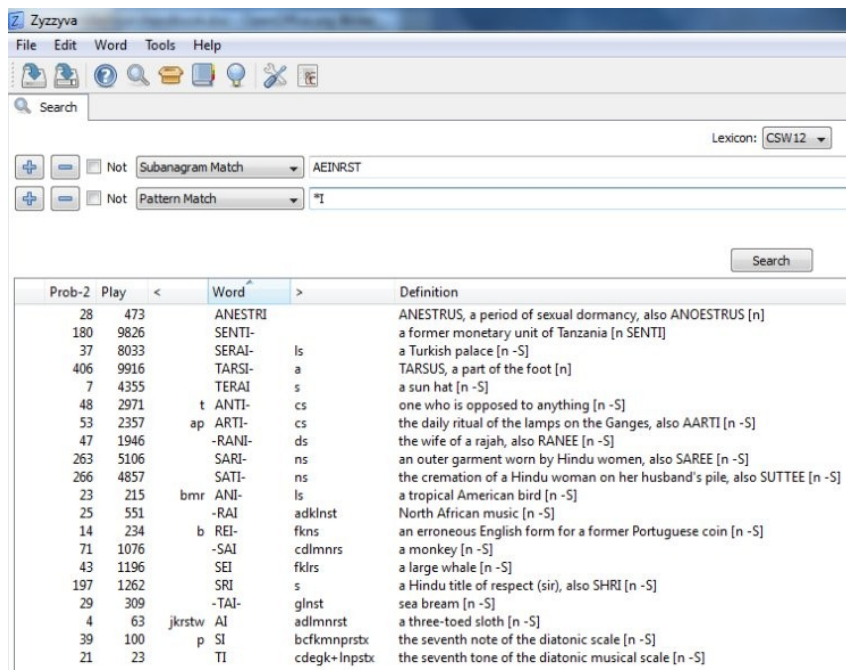 Zyzzyva
File Edit Word Tools Help
Search
Lexicon: CSW12
Not Subanagram Match AEINRST
Not Pattern Match *I
Search
Prob-2 Play < Word > Definition
28 473 ANESTRI ANESTRUS, a period of sexual dormancy, also ANOESTRUS [n]
180 9826 SENTI- a former monetary unit of Tanzania [n SENTI]
37 8033 SERAI- ls a Turkish palace [n -S]
406 9916 TARSI- a TARSUS, a part of the foot [n]
7 4355 TERAI s a sun hat [n -S]
48 2971 t ANTI- cs one who is opposed to anything [n -S]
53 2357 ap ARTI- cs the daily ritual of the lamps on the Ganges, also AARTI [n -S]
47 1946 -RANI- ds the wife of a rajah, also RANEE [n -S]
263 5106 SARI- ns an outer garment worn by Hindu women, also SAREE [n -S]
266 4857 SATI- ns the cremation of a Hindu woman on her husband's pile, also SUTTEE [n -S]
23 215 bmr ANI- ls a tropical American bird [n -S]
25 551 -RAI adklnst North African music [n -S]
14 234 b REI- fkns an erroneous English form for a former Portuguese coin [n -S]
71 1076 -SAI cdlmnrs a monkey [n -S]
43 1196 SEI fklrs a large whale [n -S]
197 1262 SRI s a Hindu title of respect (sir), also SHRI [n -S]
29 309 -TAI- glnst sea bream [n -S]
4 63 jkrstw AI adlmnrst a three-toed sloth [n -S]
39 100 p SI bcfkmnprstx the seventh note of the diatonic scale [n -S]
21 23 TI cdegk+lnpstx the seventh tone of the diatonic musical scale [n -S]